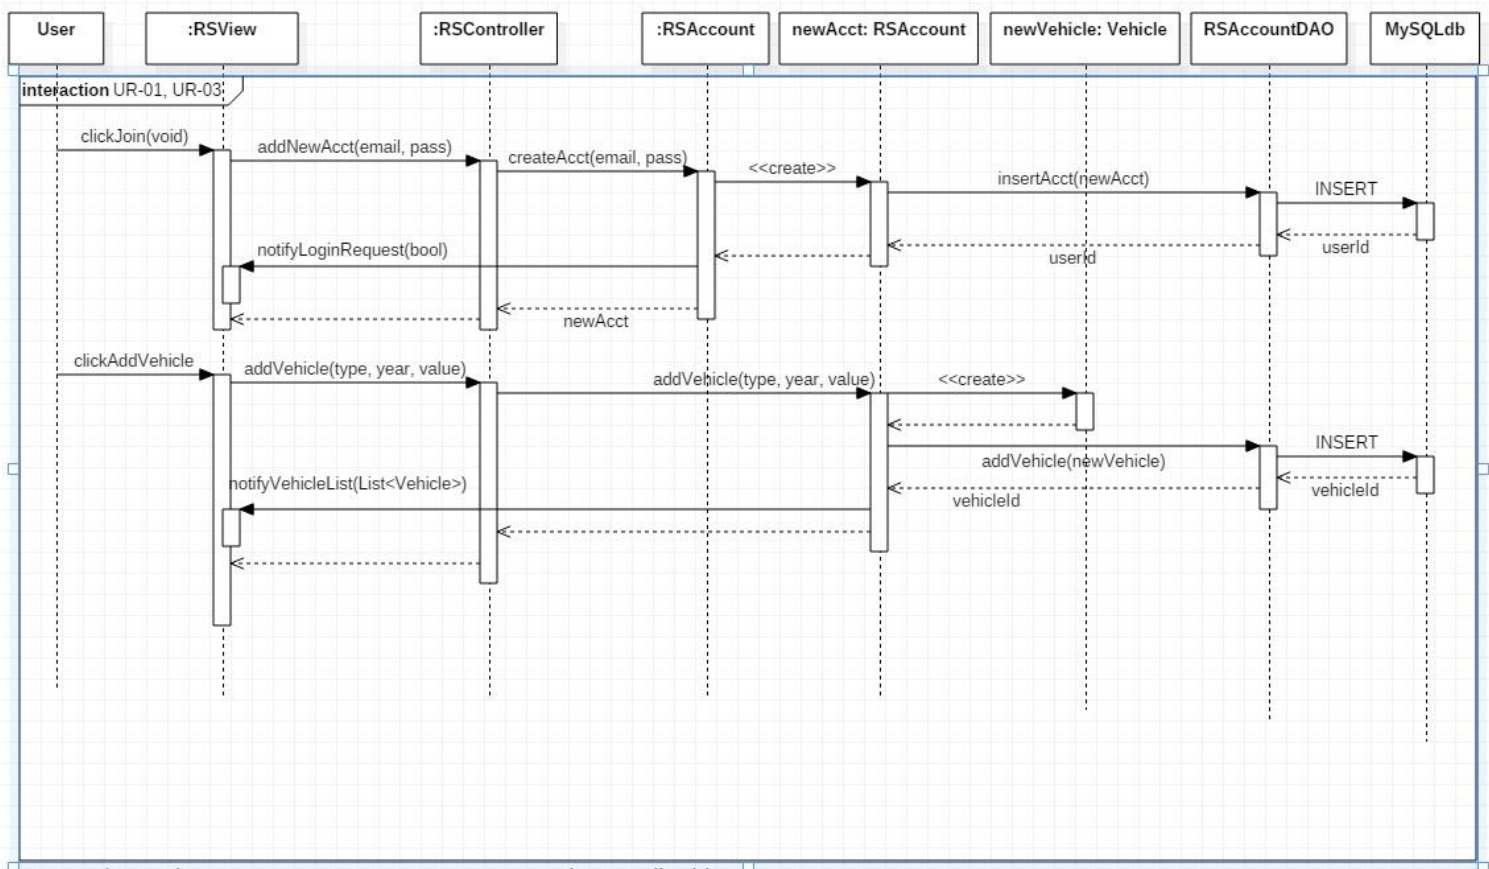 User
:RSView
:RSController
:RSAccount
newAcct: RSAccount
newVehicle: Vehicle
RSAccountDAO
MySQLdb
interaction UR-01, UR-03
clickJoin(void)
addNewAcct(email, pass)
createAcct(email, pass)
<<create>>
insertAcct(newAcct)
INSERT
userId
userId
notifyLoginRequest(bool)
newAcct
clickAddVehicle
addVehicle(type, year, value)
addVehicle(type, year, value)
<<create>>
INSERT
addVehicle(newVehicle)
notifyVehicleList(List<Vehicle>)
vehicleId
vehicleId